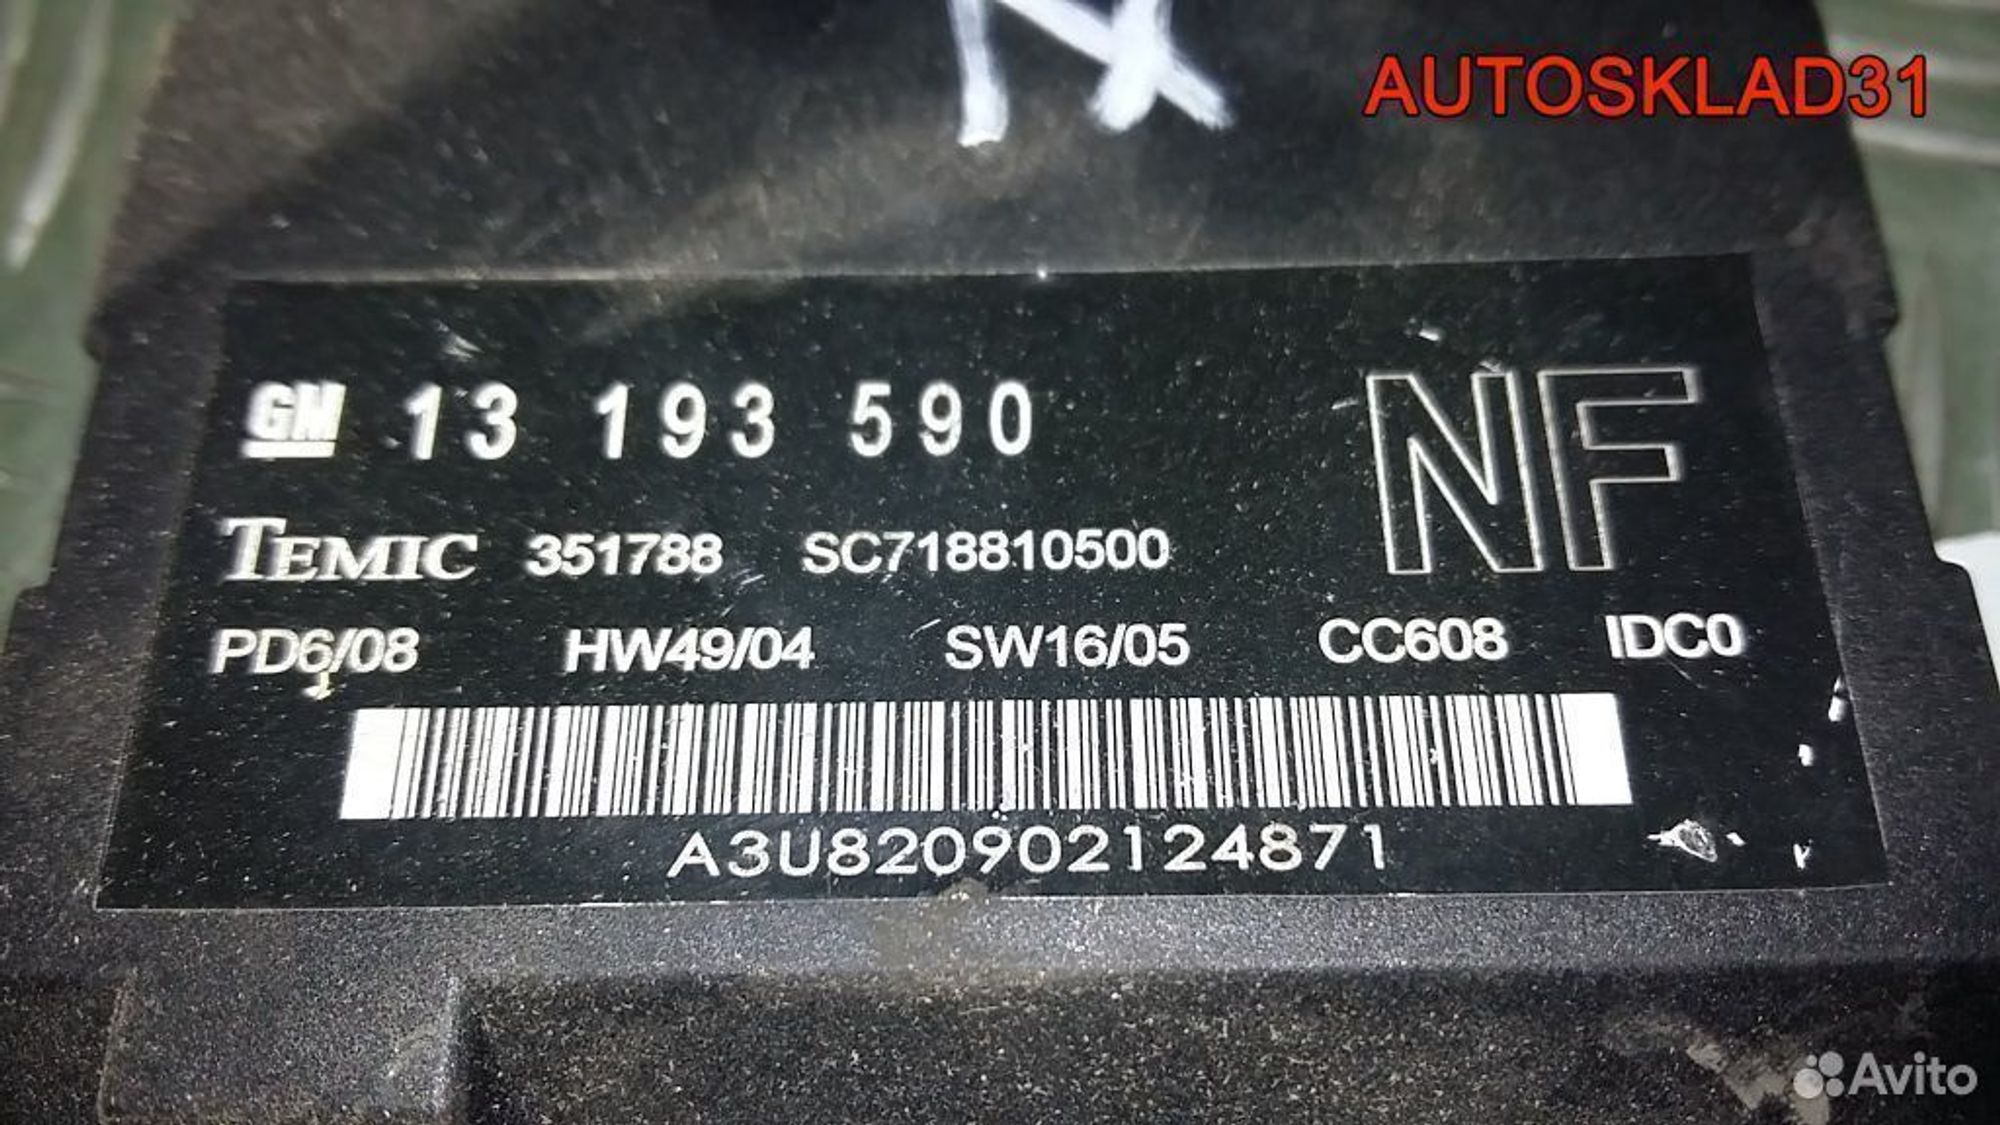 AUTOSKLAD31
GM 13 193 590
NF
TEMIC 351788 SC718810500
PD6/08 HW49/04 SW16/05 CC608 IDC0
A3U820902124871
Avito